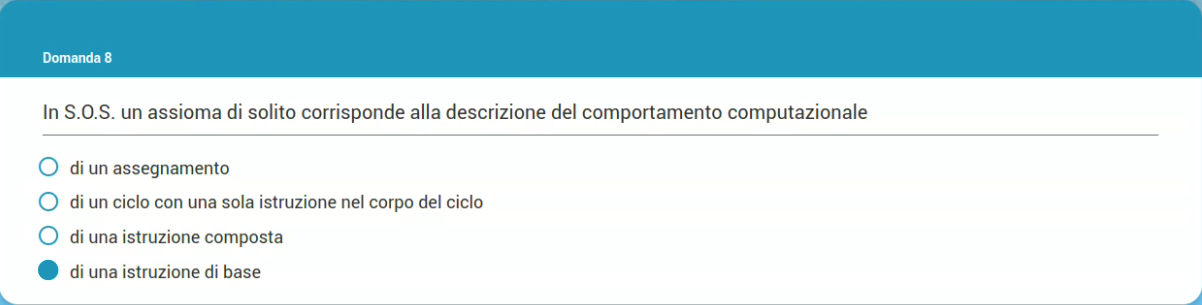 Domanda 8
In S.O.S. un assioma di solito corrisponde alla descrizione del comportamento computazionale
di un assegnamento
di un ciclo con una sola istruzione nel corpo del ciclo
di una istruzione composta
di una istruzione di base